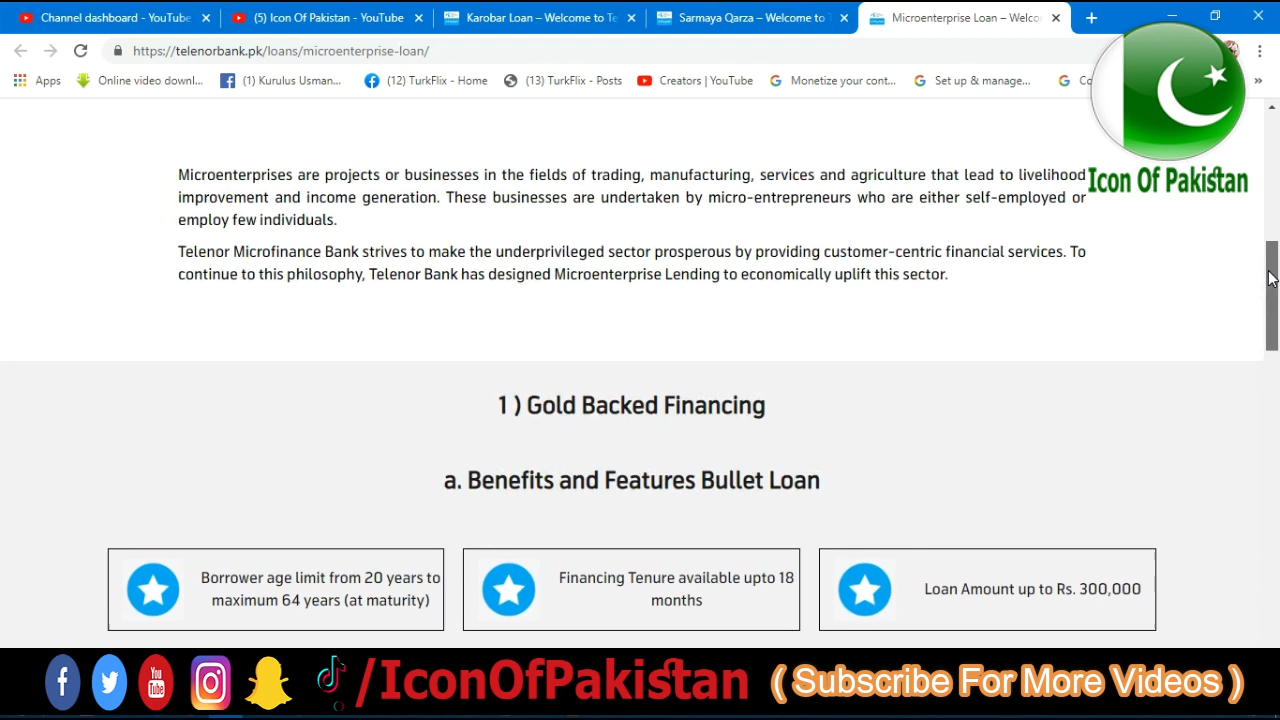 Channel dashboard - YouTube
(5) Icon Of Pakistan - YouTube
Karobar Loan – Welcome to Te
Sarmaya Qarza – Welcome to T
Microenterprise Loan – Welco
https://telenorbank.pk/loans/microenterprise-loan/
Apps
Online video downl...
(1) Kurulus Usman...
(12) TurkFlix - Home
(13) TurkFlix - Posts
Creators | YouTube
Monetize your cont...
Set up & manage...
Icon Of Pakistan
Microenterprises are projects or businesses in the fields of trading, manufacturing, services and agriculture that lead to livelihood
improvement and income generation. These businesses are undertaken by micro-entrepreneurs who are either self-employed or
employ few individuals.
Telenor Microfinance Bank strives to make the underprivileged sector prosperous by providing customer-centric financial services. To
continue to this philosophy, Telenor Bank has designed Microenterprise Lending to economically uplift this sector.
1 ) Gold Backed Financing
a. Benefits and Features Bullet Loan
Borrower age limit from 20 years to
maximum 64 years (at maturity)
Financing Tenure available upto 18
months
Loan Amount up to Rs. 300,000
You
Tube
/IconOfPakistan
( Subscribe For More Videos )